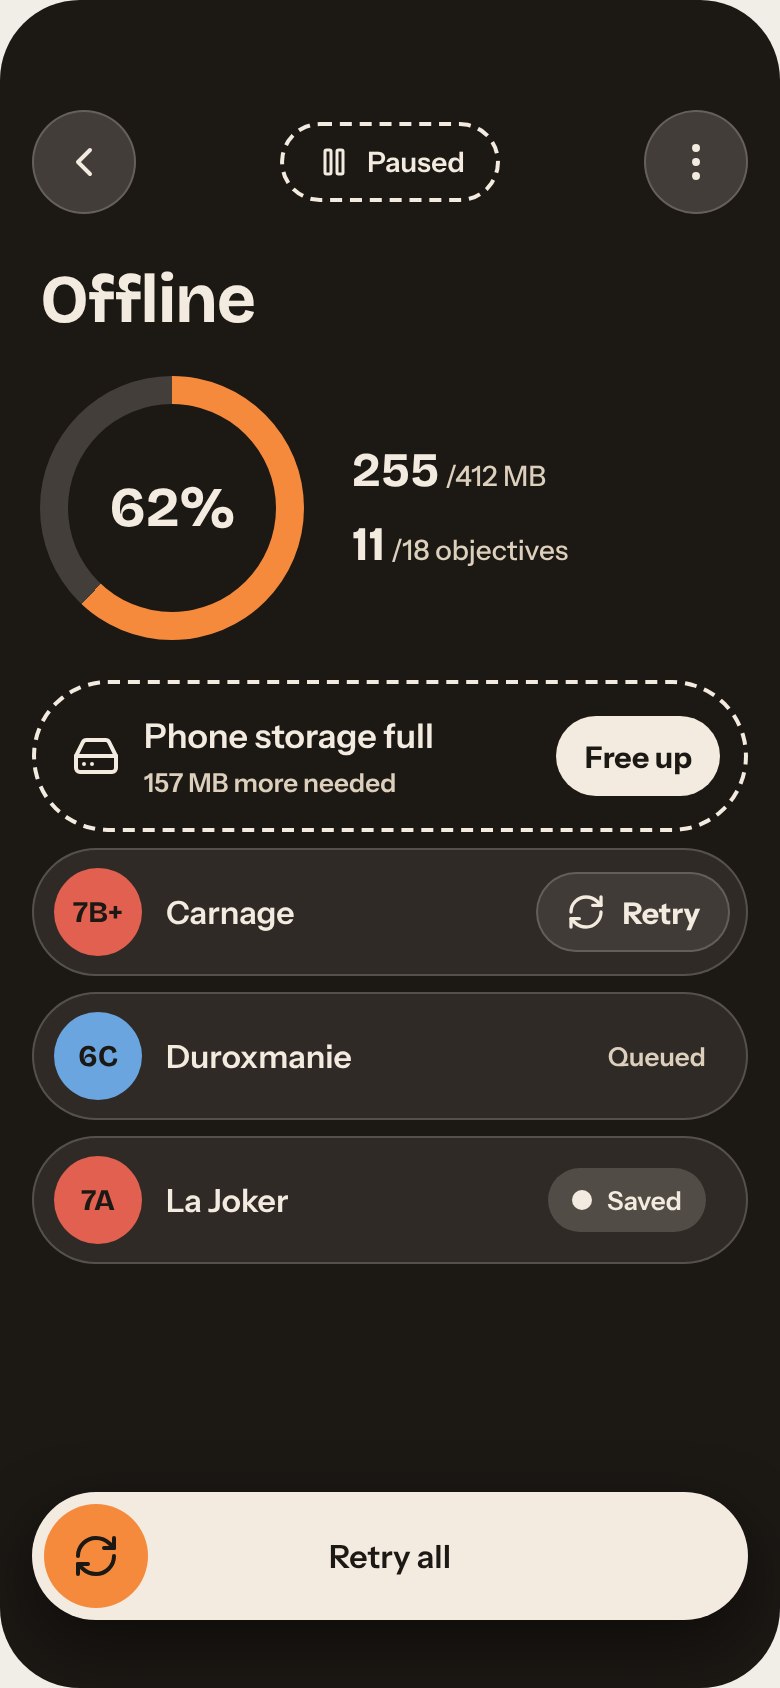 Paused
Offline
62%
255 /412 MB
11 /18 objectives
Phone storage full
157 MB more needed
Free up
7B+ Carnage Retry
6C Duroxmanie Queued
7A La Joker Saved
Retry all